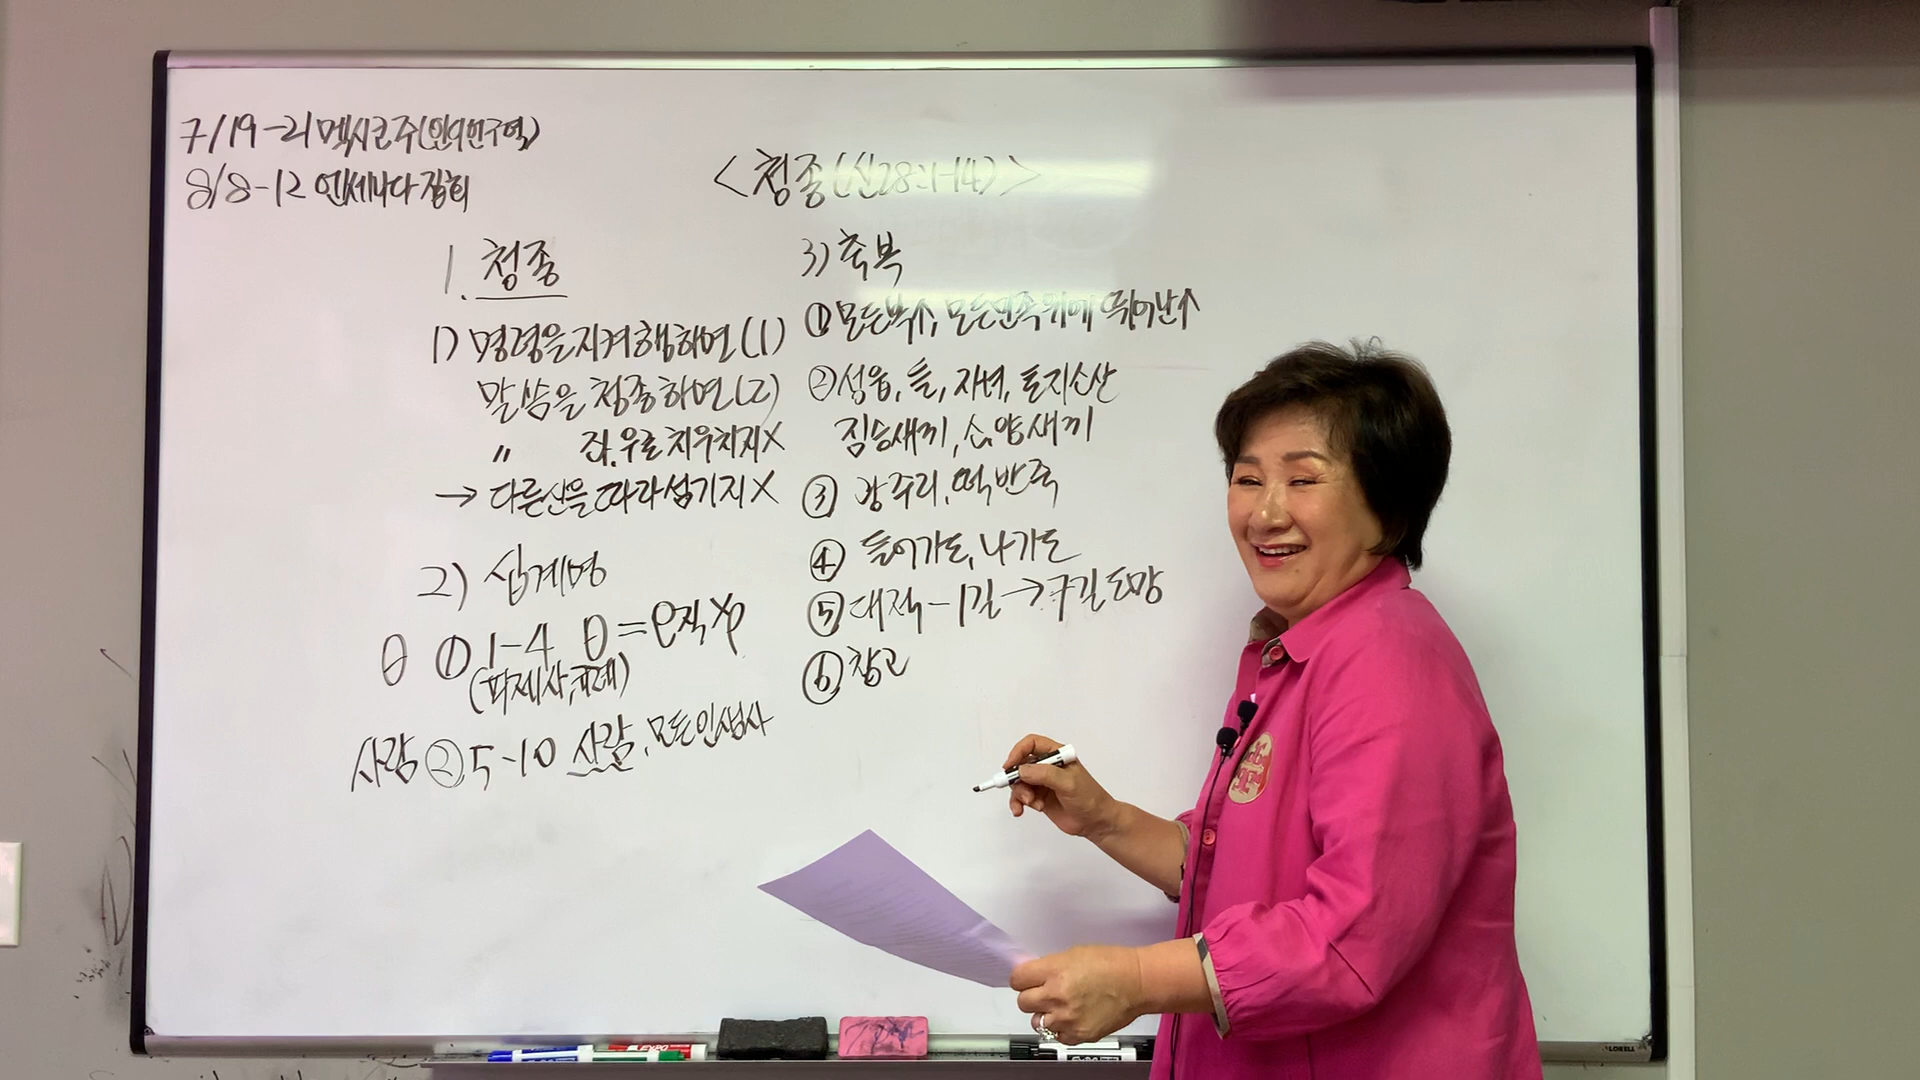 7/19-21 멕시코주(인디언구역)
8/8-12 엔세나다집회
<청종(신28:1-14)>
1. 청종
1) 명령을지켜행하면(1)
말씀을 청종하면(2)
〃 좌.우로치우치지X
→ 다른신을따라섬기지X
2) 십계명
θ ① 1-4 θ=
(파제사,
사람 ② 5-10 사람, 모든인생사
3) 축복
① 모든복↑, 모든민족위에 뛰어난↑
② 성읍, 들, 자녀, 토지소산
짐승새끼, 소.양새끼
③ 광주리, 떡반죽
④ 들어가도, 나가도
⑤ 대적-1길→7길도망
⑥ 창고
EXPO
LORELL